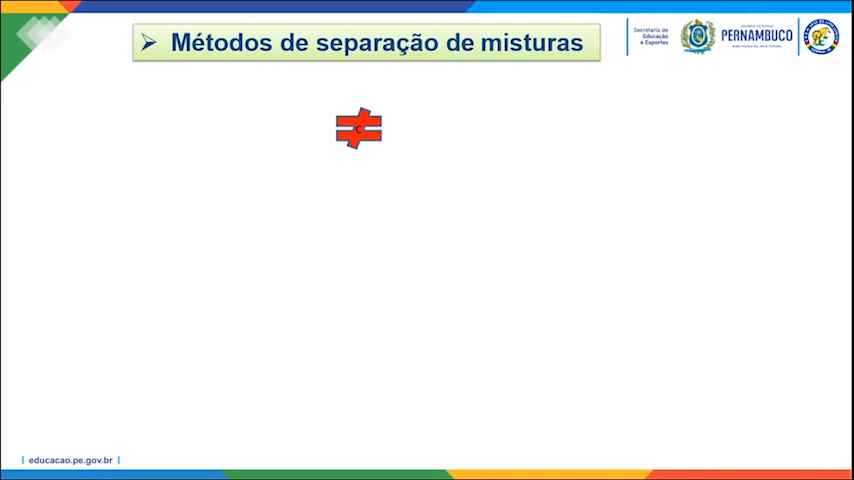 Métodos de separação de misturas
Secretaria de
Educação
e Esportes
PERNAMBUCO
C
educacao.pe.gov.br